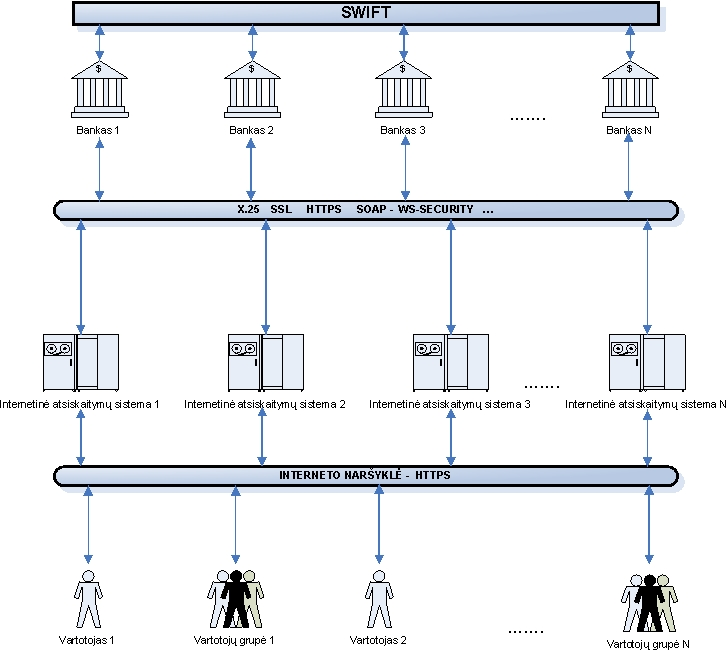 SWIFT
$ $ $ $
Bankas 1 Bankas 2 Bankas 3 ....... Bankas N
X.25 SSL HTTPS SOAP - WS-SECURITY ...
Internetinė atsiskaitymų sistema 1 Internetinė atsiskaitymų sistema 2 Internetinė atsiskaitymų sistema 3 ....... Internetinė atsiskaitymų sistema N
INTERNETO NARŠYKLĖ - HTTPS
Vartotojas 1 Vartotojų grupė 1 Vartotojas 2 ....... Vartotojų grupė N